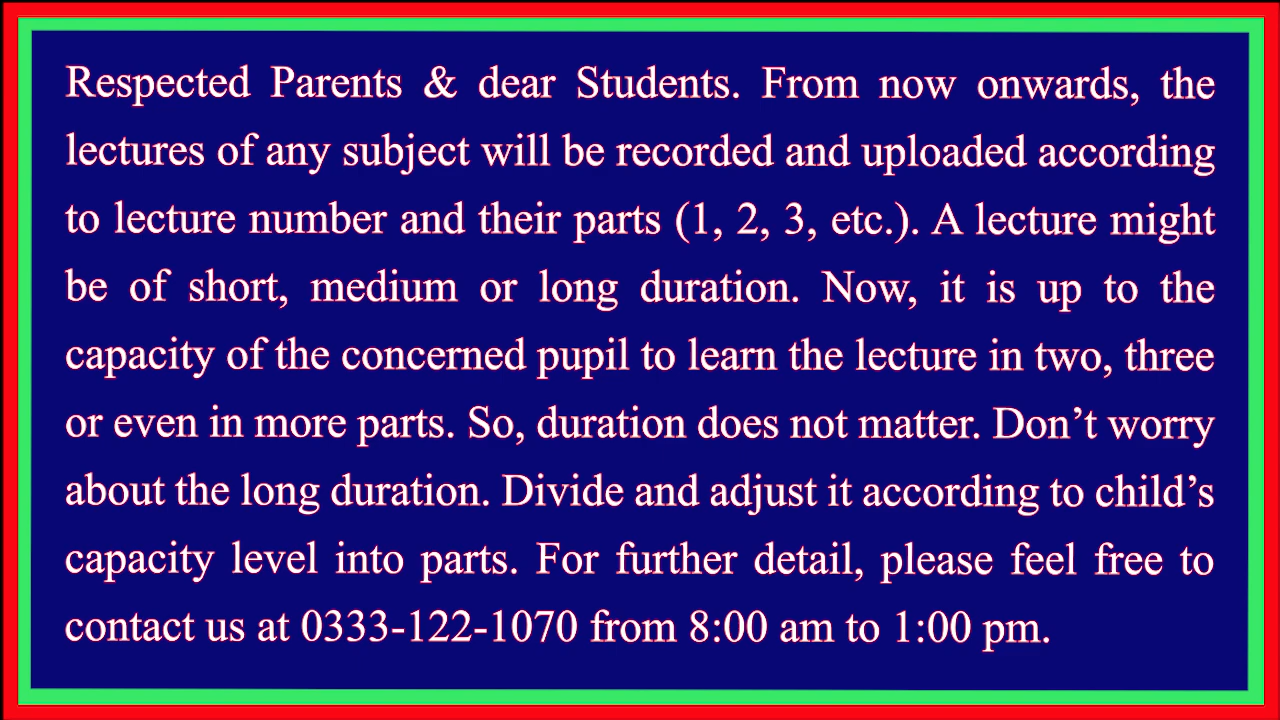 Respected Parents & dear Students. From now onwards, the
lectures of any subject will be recorded and uploaded according
to lecture number and their parts (1, 2, 3, etc.). A lecture might
be of short, medium or long duration. Now, it is up to the
capacity of the concerned pupil to learn the lecture in two, three
or even in more parts. So, duration does not matter. Don’t worry
about the long duration. Divide and adjust it according to child’s
capacity level into parts. For further detail, please feel free to
contact us at 0333-122-1070 from 8:00 am to 1:00 pm.